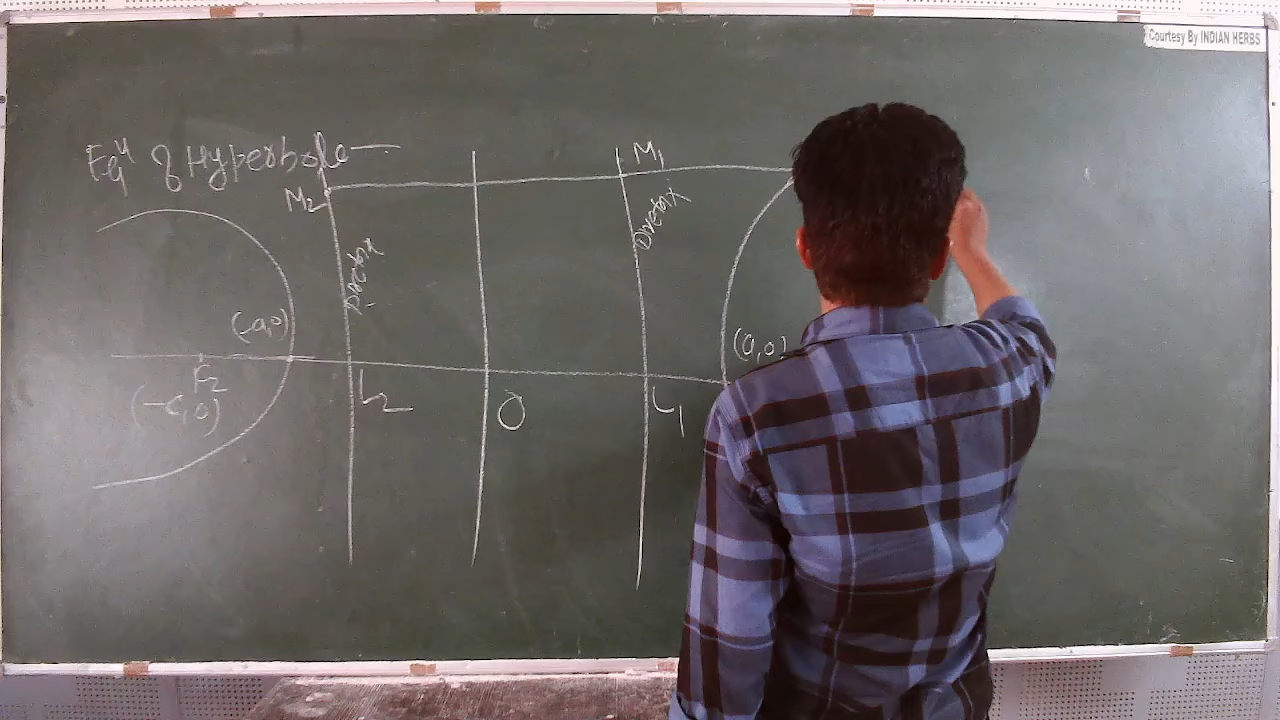 Courtesy By INDIAN HERBS
Eqⁿ of Hyperbola
M₁
M₂
Directrix
Directrix
(-a,0)
(a,0)
F₂
(-c,0)
L₂
O
L₁